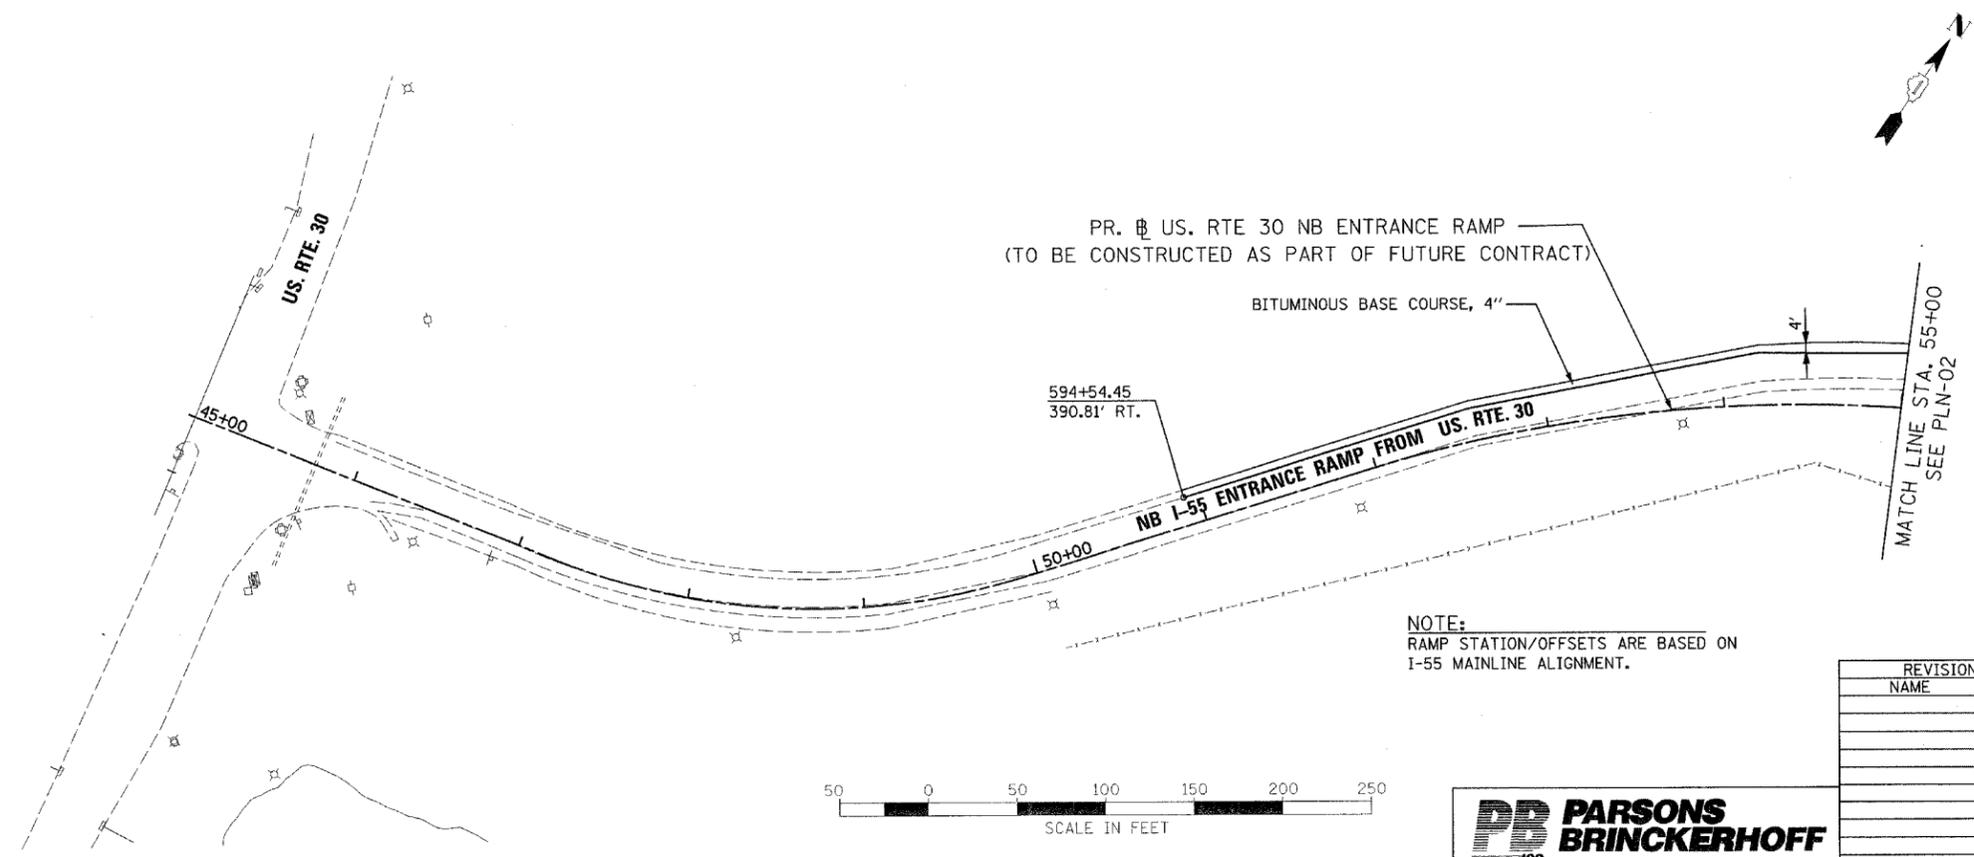 N
US. RTE. 30
PR. ⅊ US. RTE 30 NB ENTRANCE RAMP
(TO BE CONSTRUCTED AS PART OF FUTURE CONTRACT)
BITUMINOUS BASE COURSE, 4"
4'
594+54.45
390.81' RT.
45+00
NB I-55 ENTRANCE RAMP FROM US. RTE. 30
50+00
MATCH LINE STA. 55+00
SEE PLN-02
NOTE:
RAMP STATION/OFFSETS ARE BASED ON
I-55 MAINLINE ALIGNMENT.
REVISION
NAME
50 0 50 100 150 200 250
SCALE IN FEET
PB PARSONS
BRINCKERHOFF